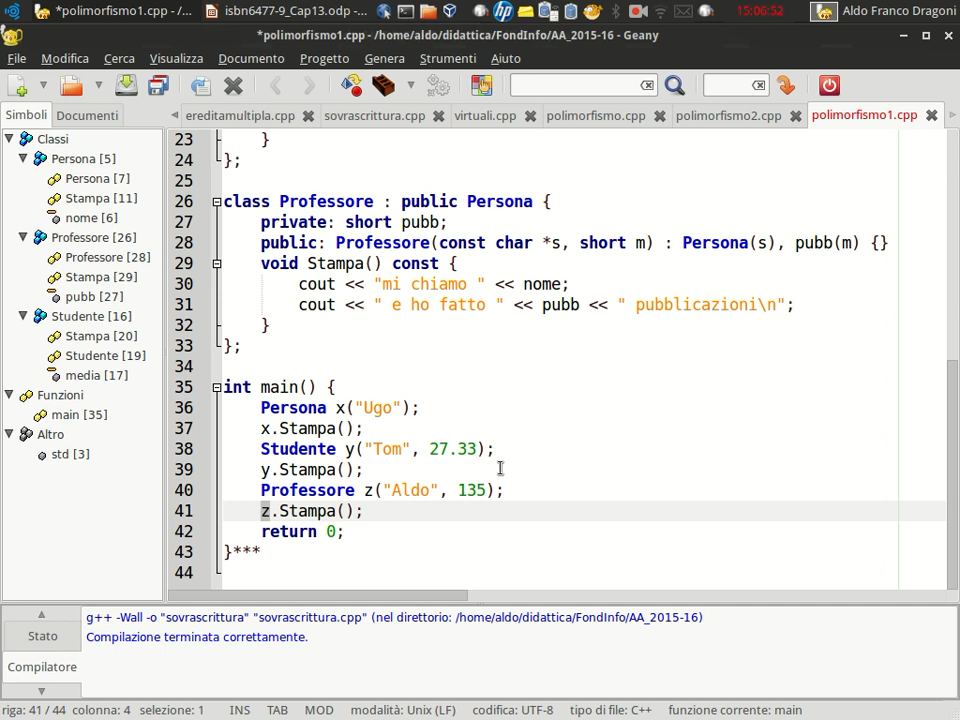 *polimorfismo1.cpp - /...
isbn6477-9_Cap13.odp -...
15:06:52
Aldo Franco Dragoni
*polimorfismo1.cpp - /home/aldo/didattica/FondInfo/AA_2015-16 - Geany
File Modifica Cerca Visualizza Documento Progetto Genera Strumenti Aiuto
Simboli Documenti
ereditamultipla.cpp sovrascrittura.cpp virtuali.cpp polimorfismo.cpp polimorfismo2.cpp polimorfismo1.cpp
Classi
Persona [5]
Persona [7]
Stampa [11]
nome [6]
Professore [26]
Professore [28]
Stampa [29]
pubb [27]
Studente [16]
Stampa [20]
Studente [19]
media [17]
Funzioni
main [35]
Altro
std [3]
23 }
24 };
25
26 class Professore : public Persona {
27 private: short pubb;
28 public: Professore(const char *s, short m) : Persona(s), pubb(m) {}
29 void Stampa() const {
30 cout << "mi chiamo " << nome;
31 cout << " e ho fatto " << pubb << " pubblicazioni\n";
32 }
33 };
34
35 int main() {
36 Persona x("Ugo");
37 x.Stampa();
38 Studente y("Tom", 27.33);
39 y.Stampa();
40 Professore z("Aldo", 135);
41 z.Stampa();
42 return 0;
43 }***
44
Stato
Compilatore
g++ -Wall -o "sovrascrittura" "sovrascrittura.cpp" (nel direttorio: /home/aldo/didattica/FondInfo/AA_2015-16)
Compilazione terminata correttamente.
riga: 41 / 44 colonna: 4 selezione: 1 INS TAB MOD modalità: Unix (LF) codifica: UTF-8 tipo di file: C++ funzione corrente: main